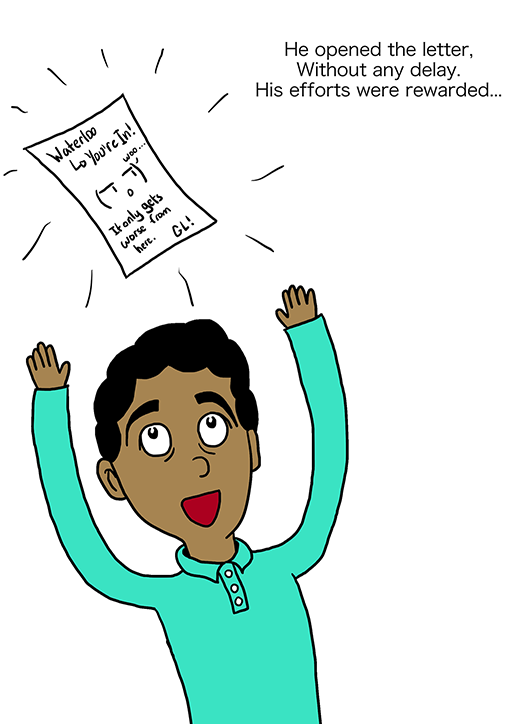 He opened the letter,
Without any delay.
His efforts were rewarded...
Waterloo
↳ You're In!
woo...
(T o T)'
It only gets
worse from
here. GL!